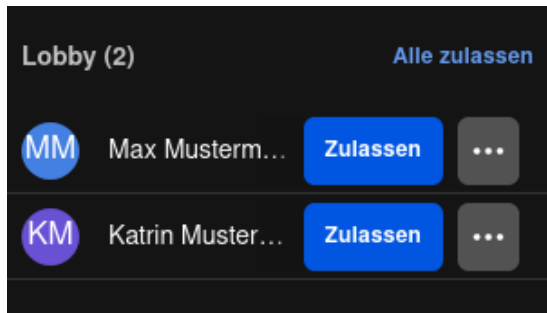 Lobby (2) Alle zulassen
MM Max Musterm... Zulassen ...
KM Katrin Muster... Zulassen ...